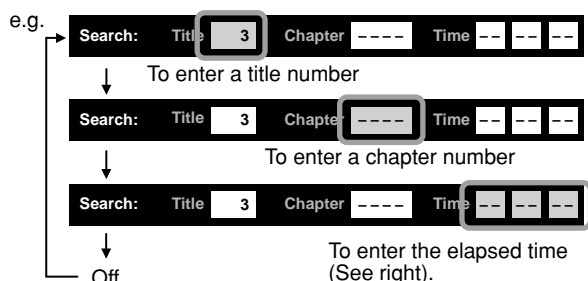 e.g.
Search: Title 3 Chapter ---- Time -- -- --
To enter a title number
Search: Title 3 Chapter ---- Time -- -- --
To enter a chapter number
Search: Title 3 Chapter ---- Time -- -- --
To enter the elapsed time
(See right).
Off